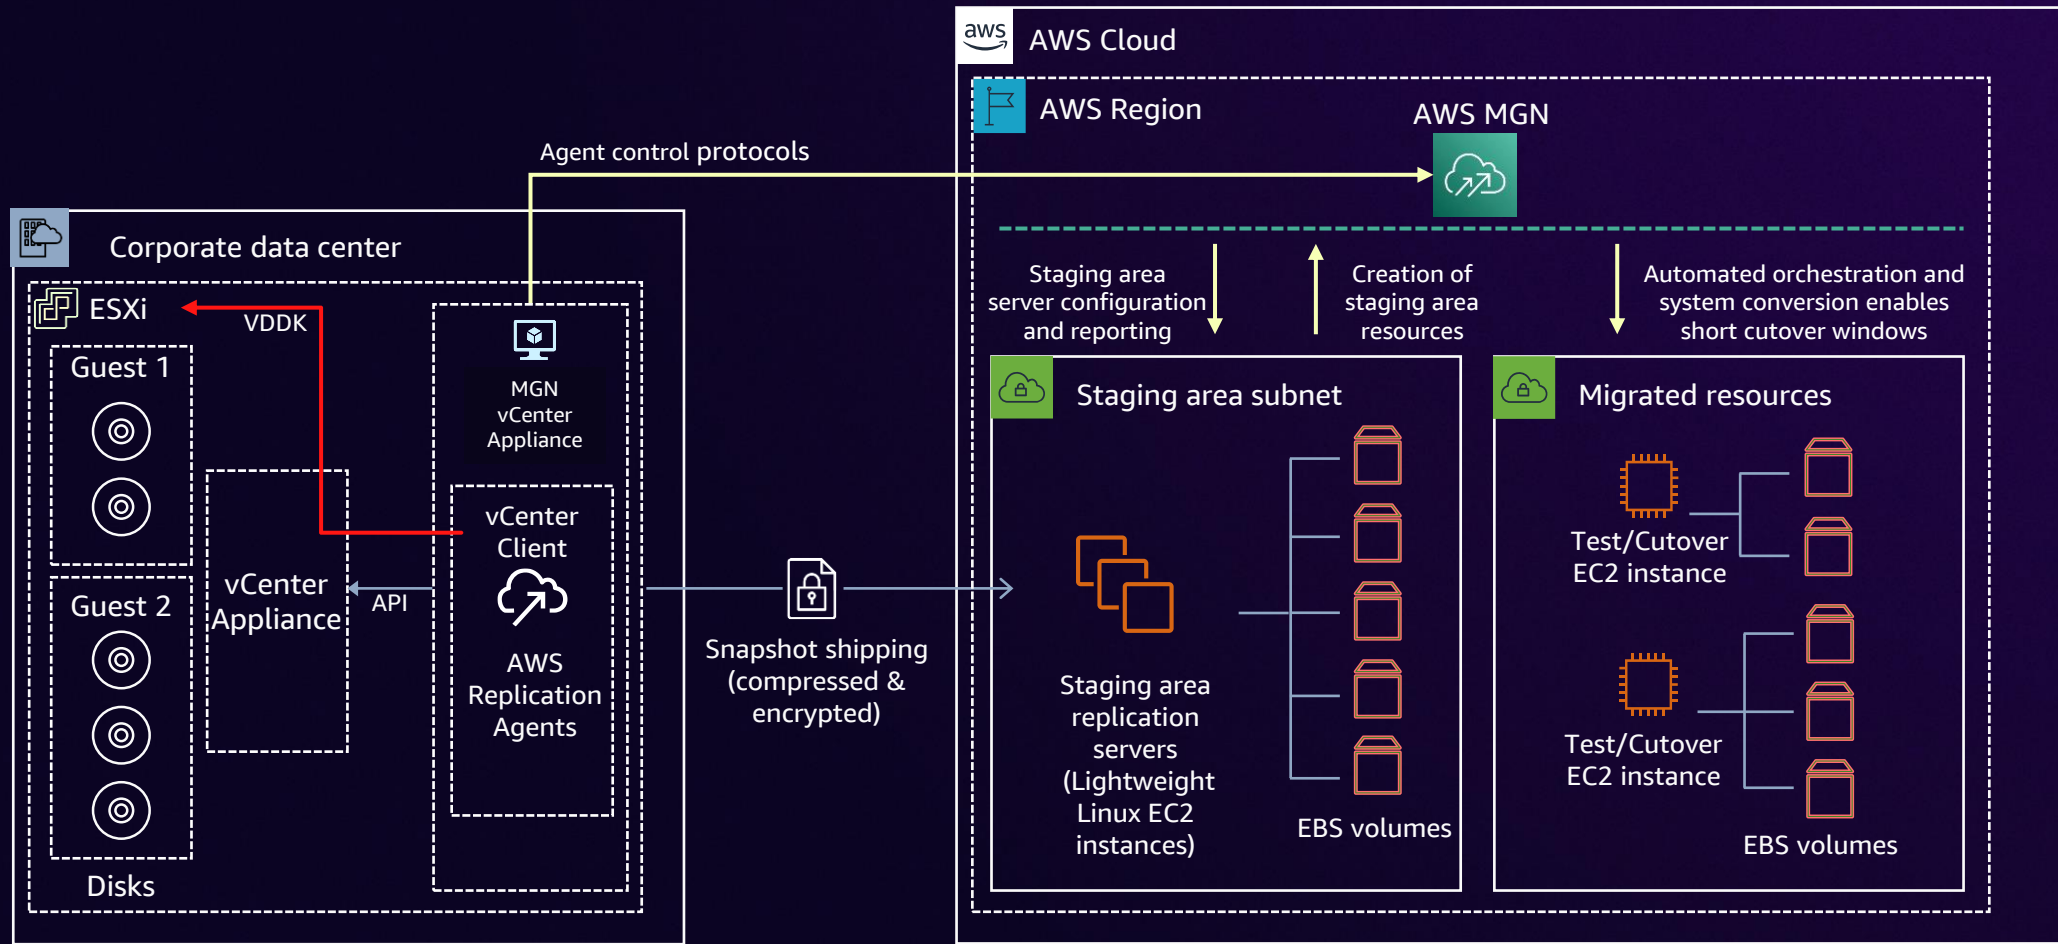 aws
AWS Cloud
AWS Region
AWS MGN
Agent control protocols
Corporate data center
ESXi
VDDK
Guest 1
Guest 2
Disks
vCenter
Appliance
API
MGN
vCenter
Appliance
vCenter
Client
AWS
Replication
Agents
Snapshot shipping
(compressed &
encrypted)
Staging area
server configuration
and reporting
Creation of
staging area
resources
Automated orchestration and
system conversion enables
short cutover windows
Staging area subnet
Staging area
replication
servers
(Lightweight
Linux EC2
instances)
EBS volumes
Migrated resources
Test/Cutover
EC2 instance
Test/Cutover
EC2 instance
EBS volumes